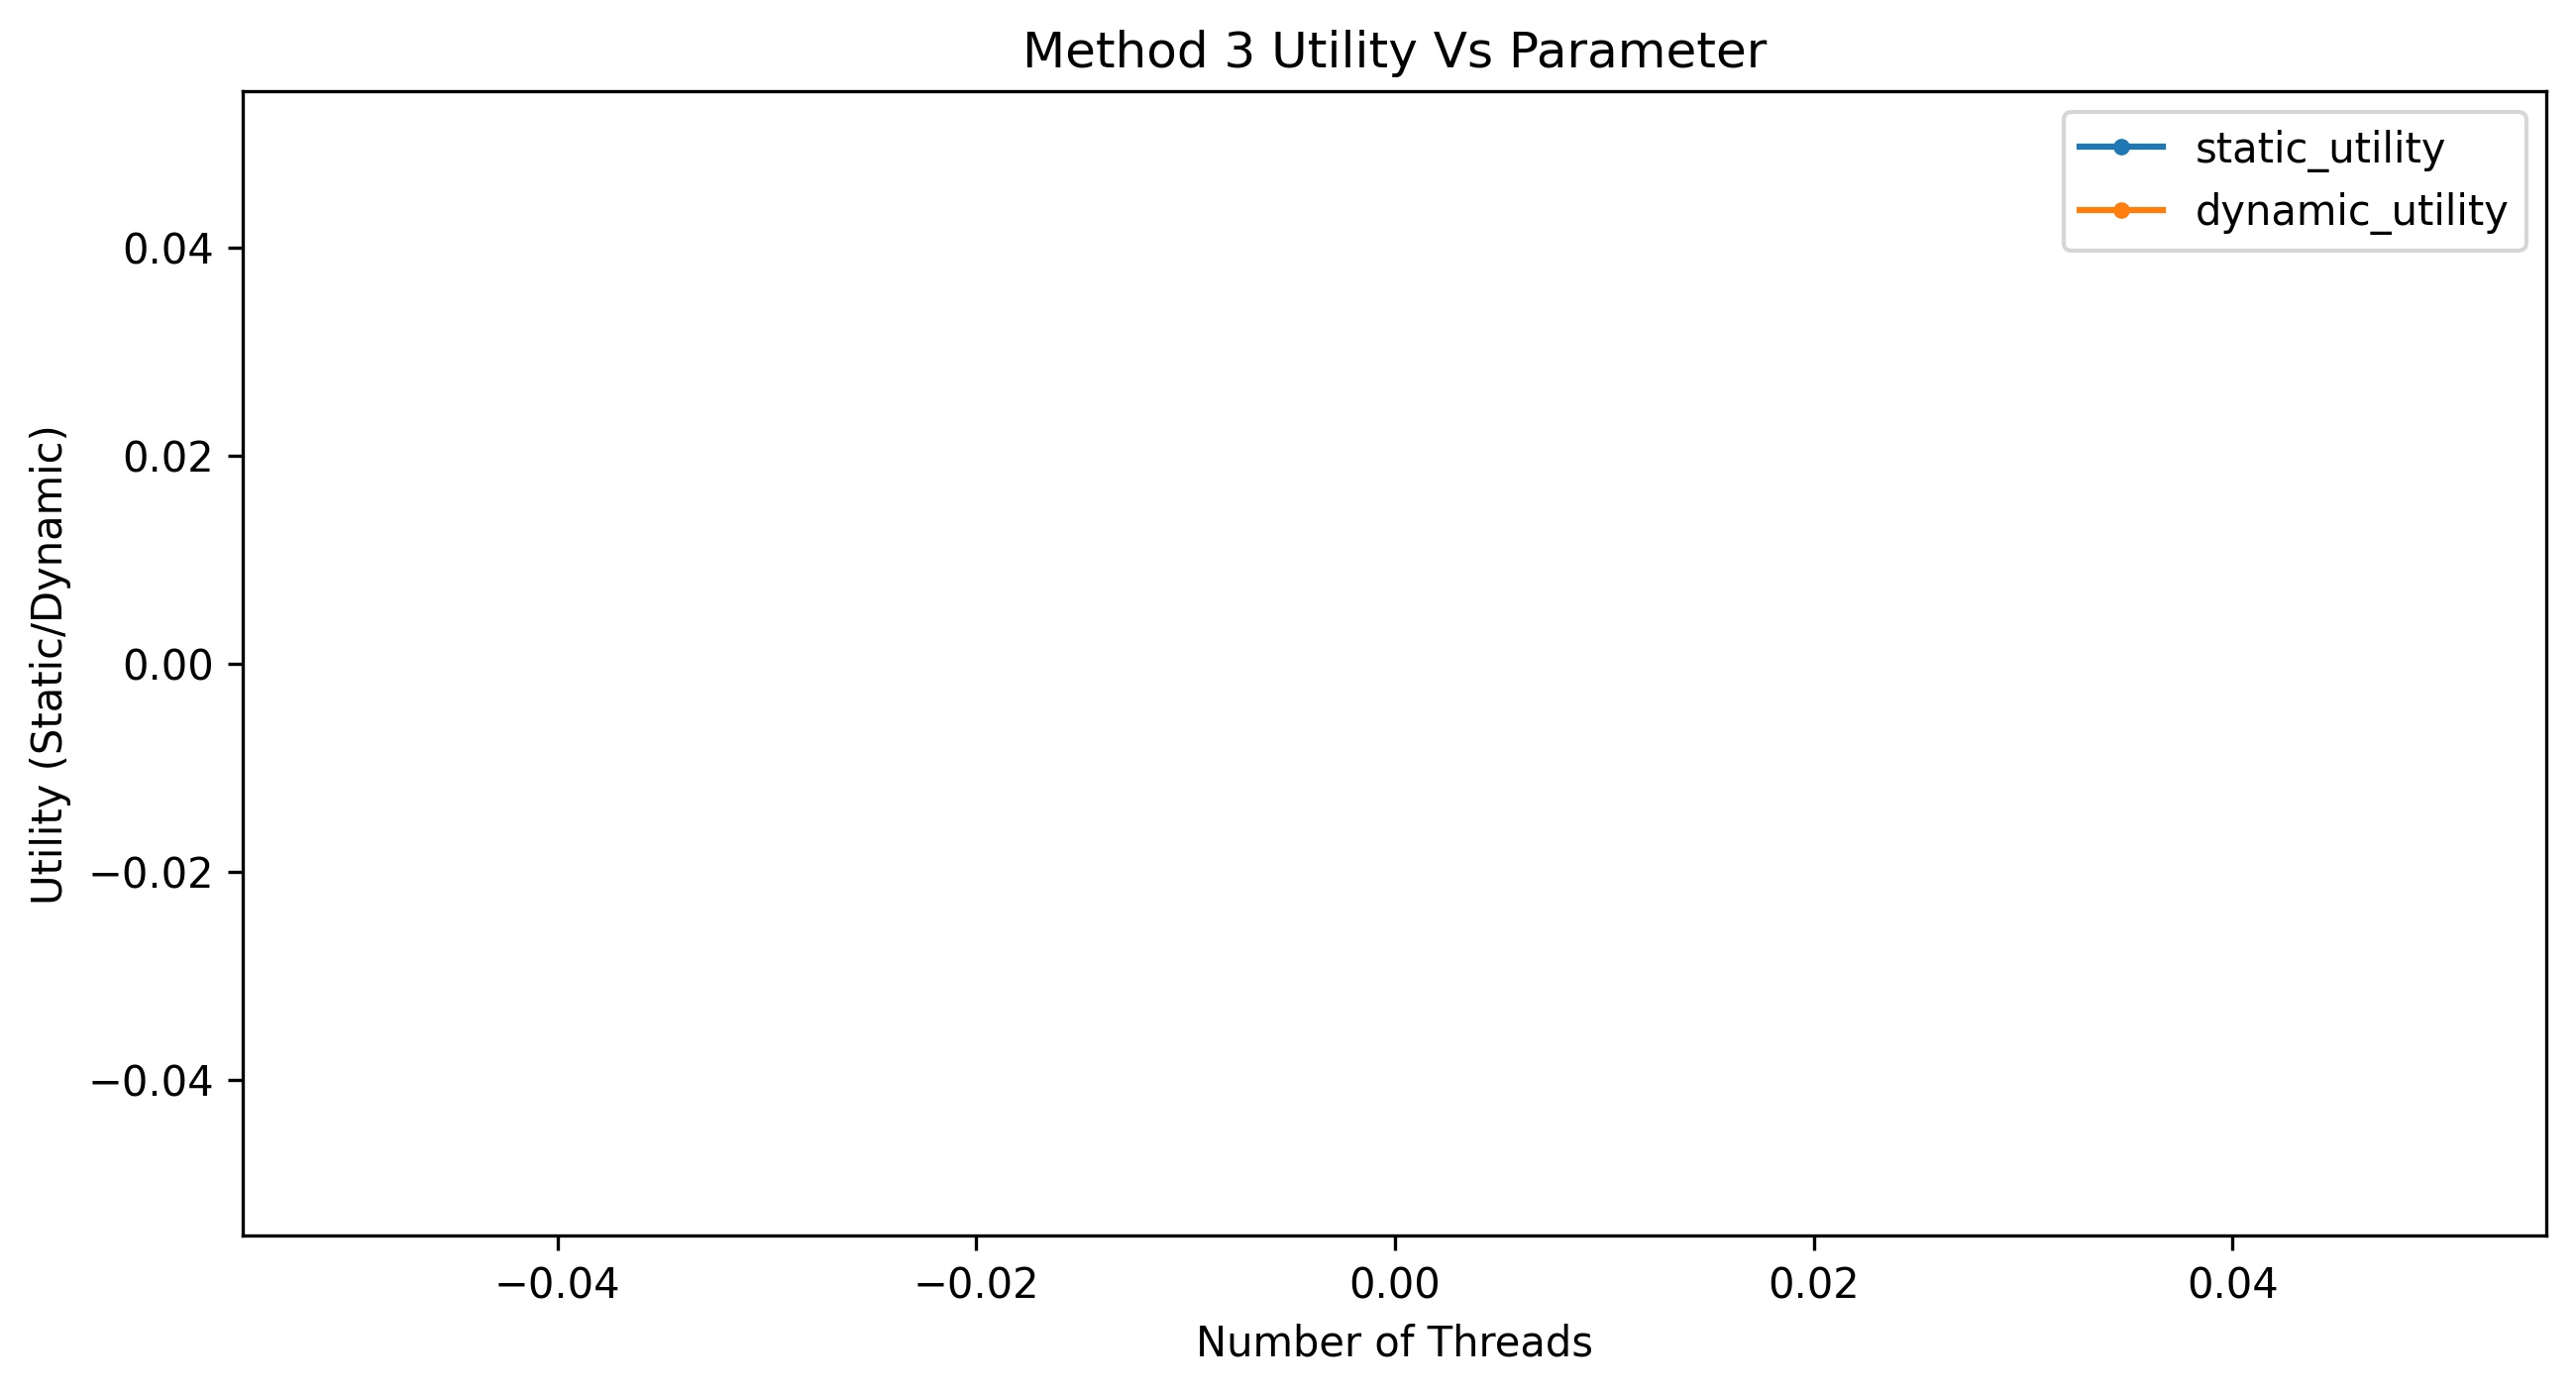 Method 3 Utility Vs Parameter
static_utility
dynamic_utility
Utility (Static/Dynamic)
0.04
0.02
0.00
−0.02
−0.04
−0.04
−0.02
0.00
0.02
0.04
Number of Threads